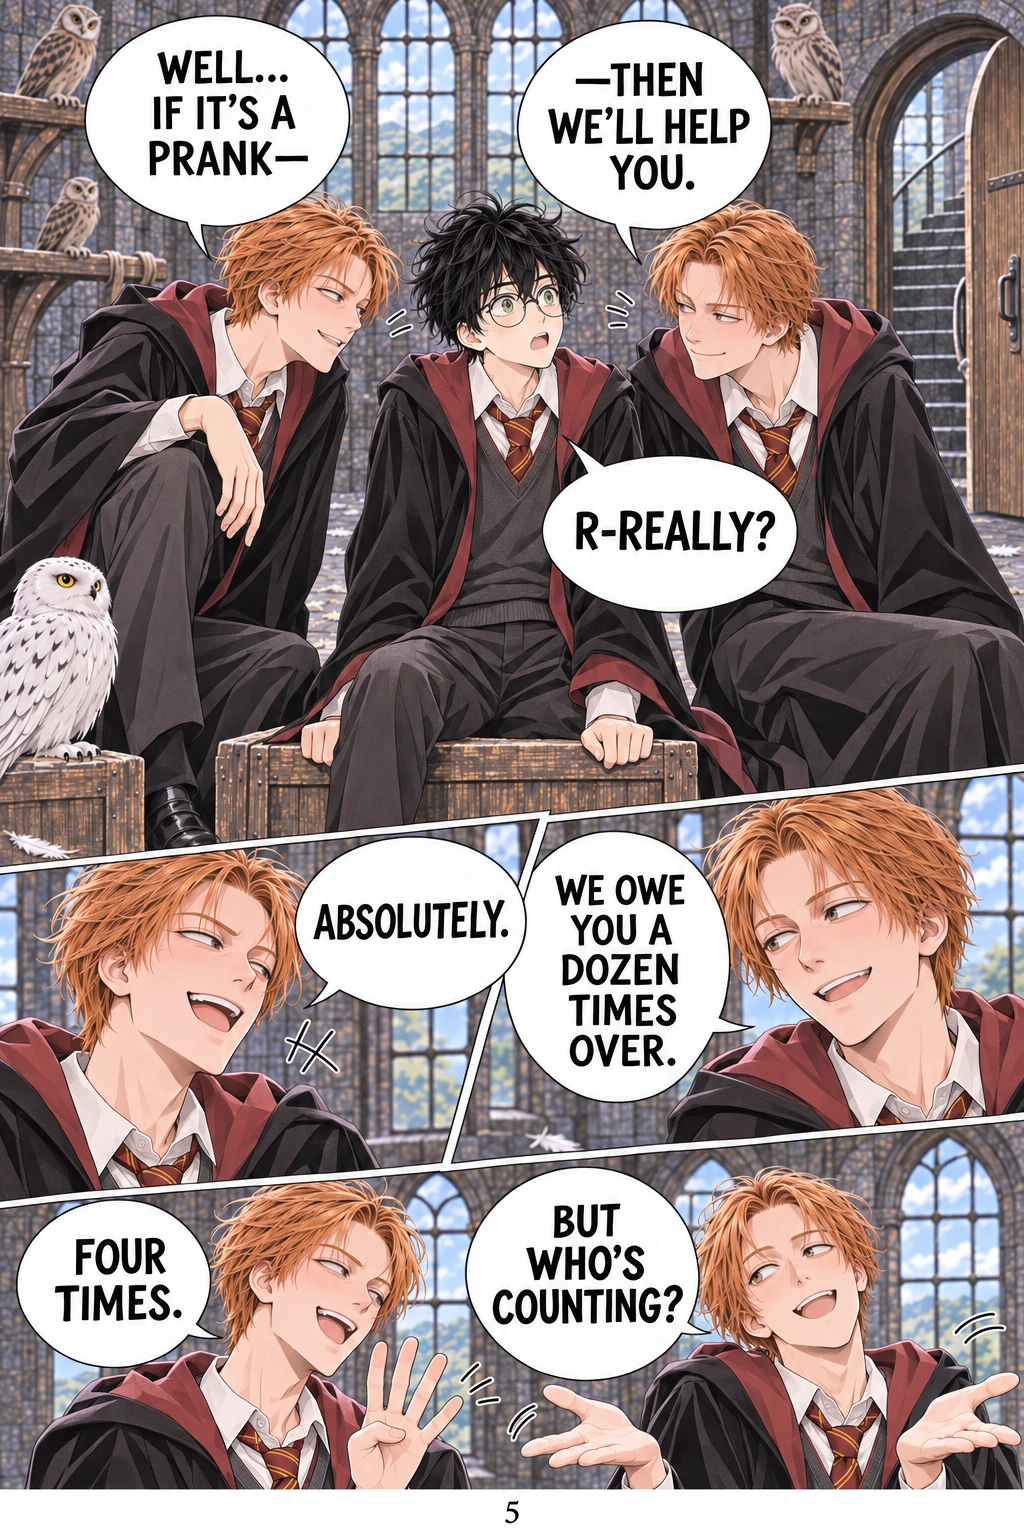 WELL...
IF IT'S A
PRANK—
—THEN
WE'LL HELP
YOU.
R-REALLY?
ABSOLUTELY.
WE OWE
YOU A
DOZEN
TIMES
OVER.
FOUR
TIMES.
BUT
WHO'S
COUNTING?
5